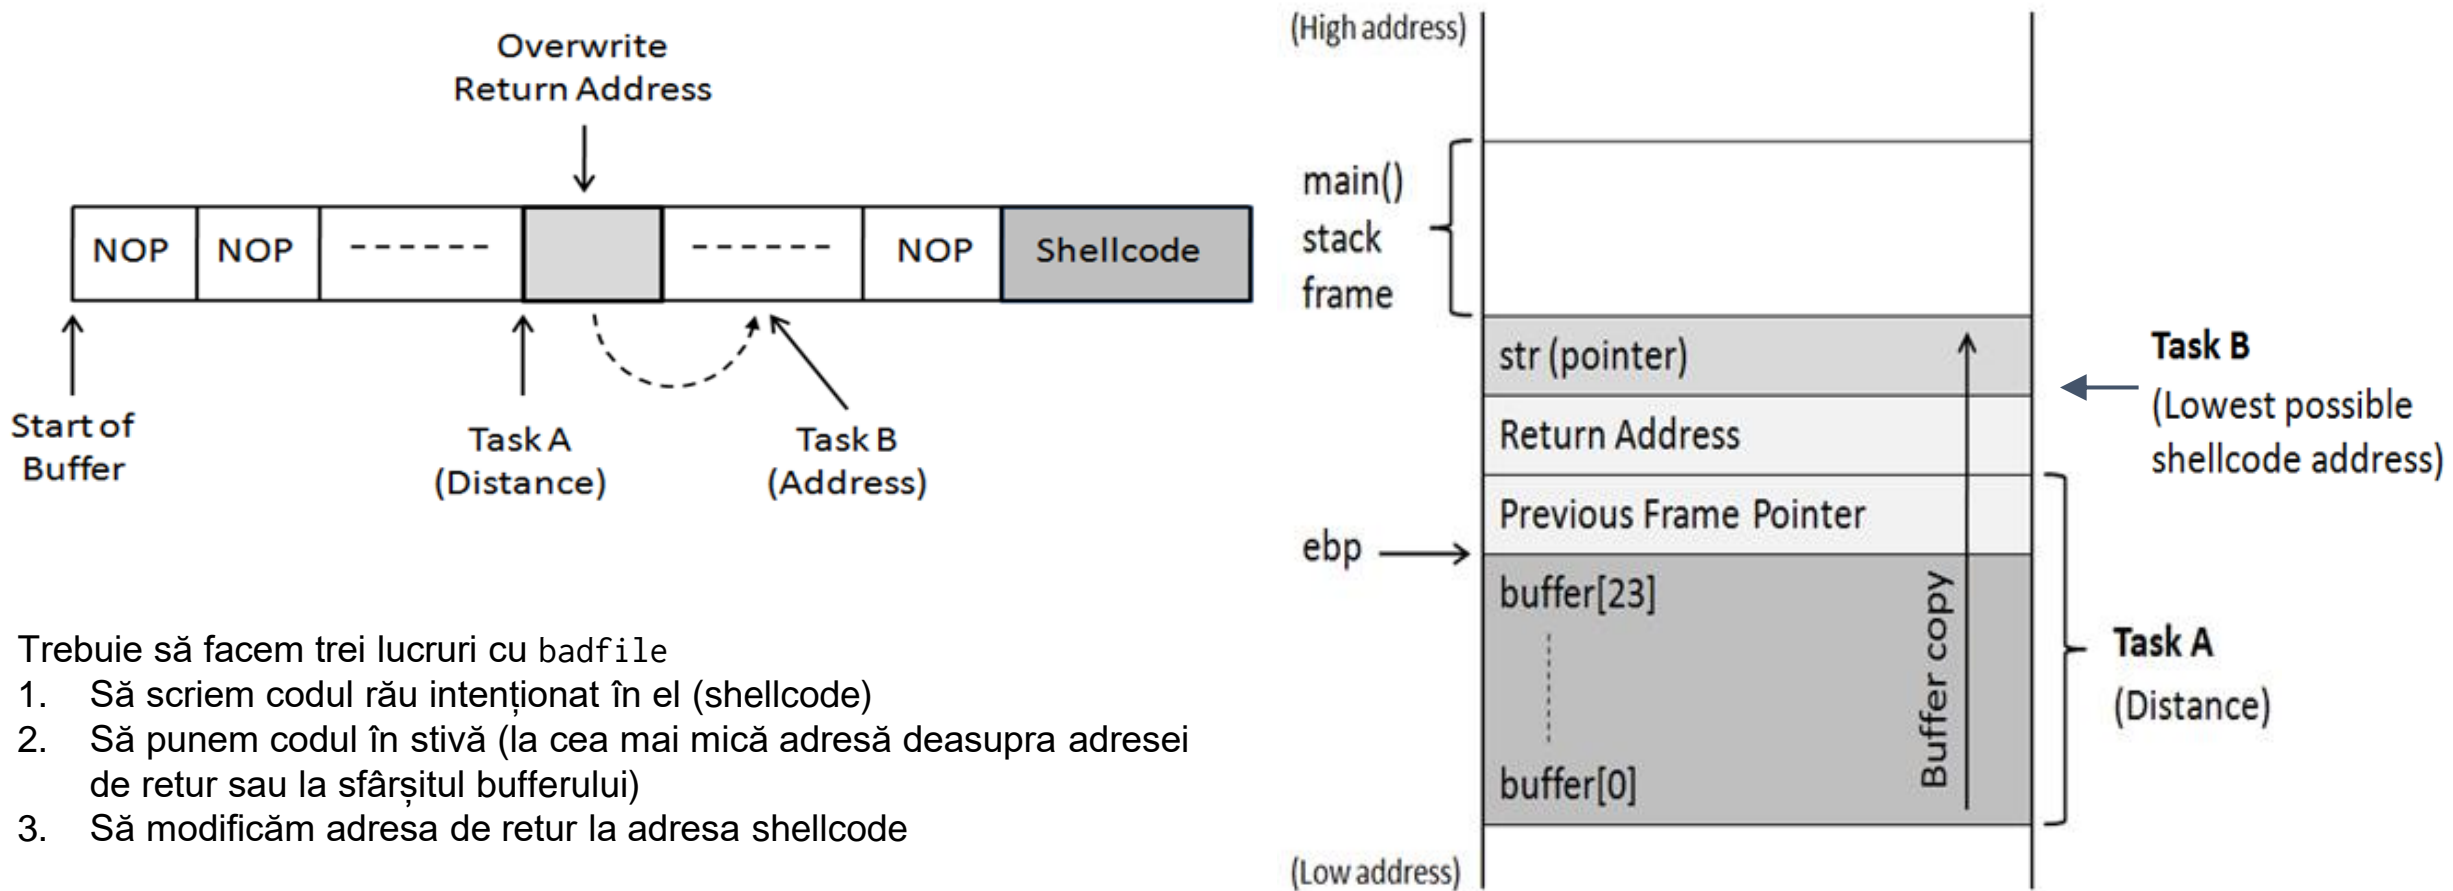 Overwrite
Return Address
NOP NOP ------ ------ NOP Shellcode
Start of
Buffer
Task A
(Distance)
Task B
(Address)
Trebuie să facem trei lucruri cu badfile
1. Să scriem codul rău intenționat în el (shellcode)
2. Să punem codul în stivă (la cea mai mică adresă deasupra adresei
de retur sau la sfârșitul bufferului)
3. Să modificăm adresa de retur la adresa shellcode
(High address)
main()
stack
frame
str (pointer)
Return Address
Previous Frame Pointer
ebp
buffer[23]
buffer[0]
Buffer copy
(Low address)
Task B
(Lowest possible
shellcode address)
Task A
(Distance)